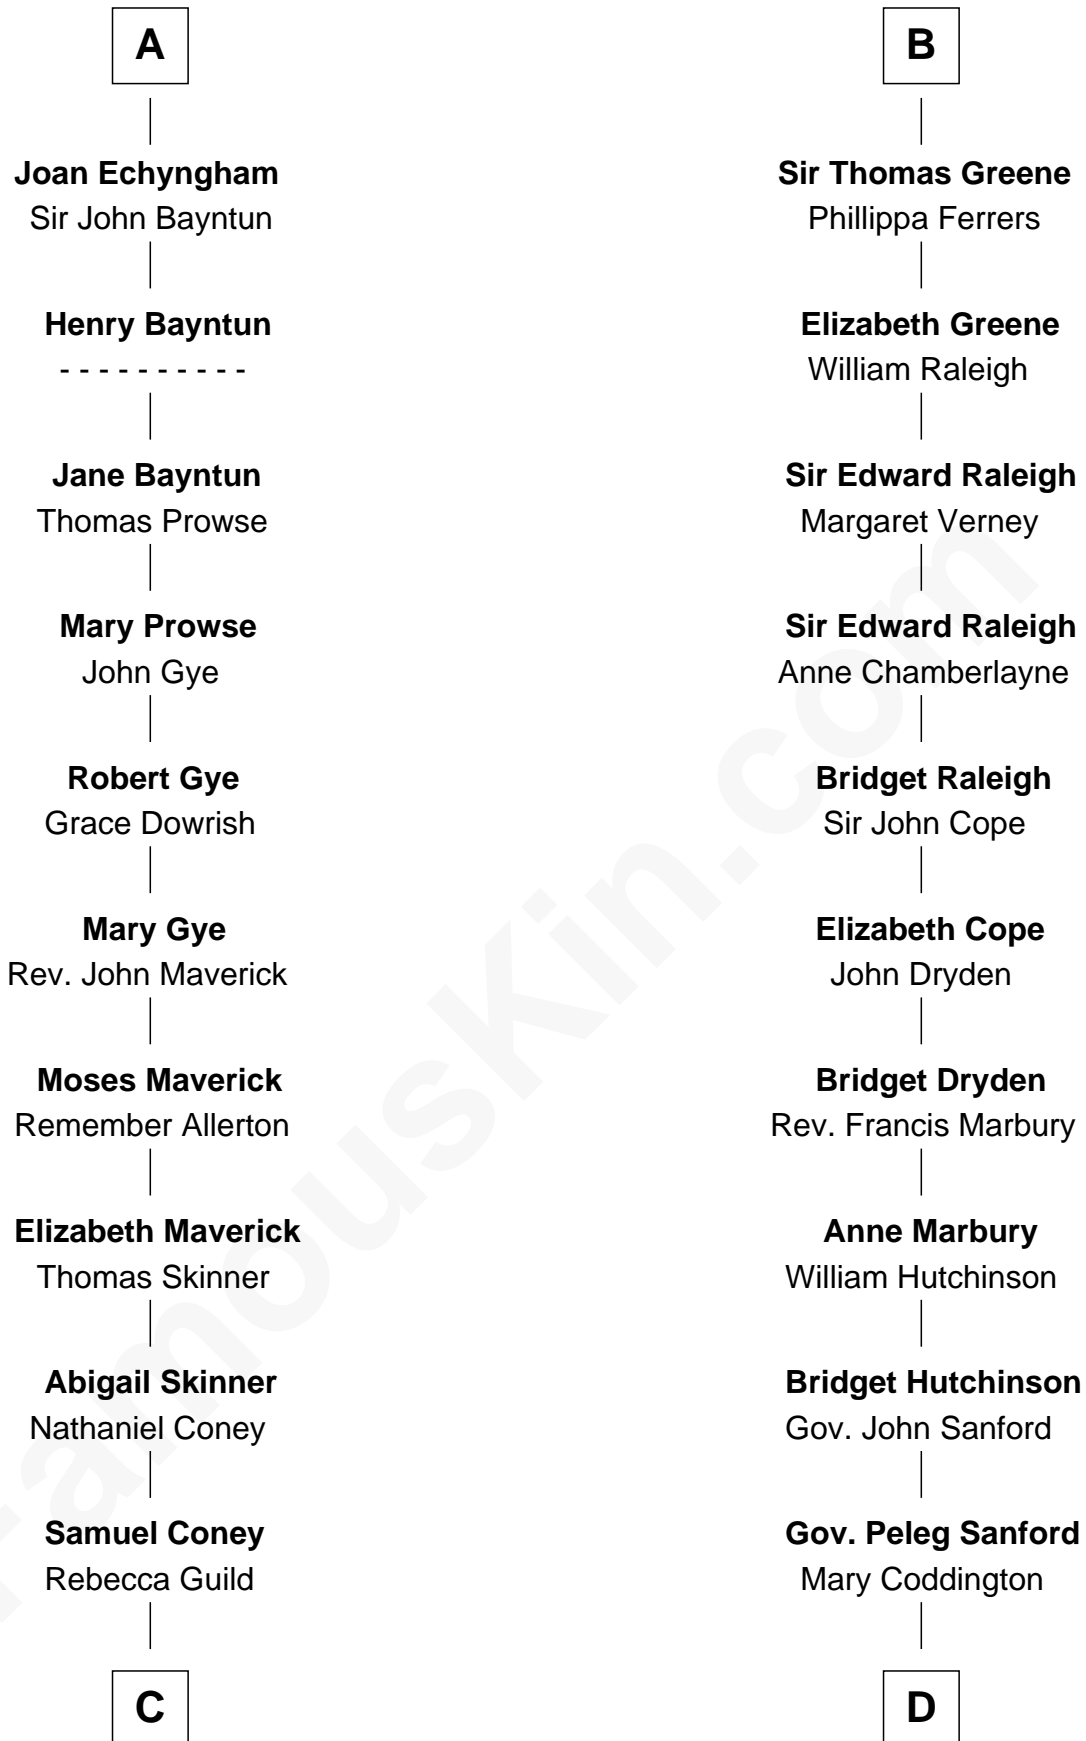 A
Joan Echyngham
Sir John Bayntun
Henry Bayntun
- - - - - - - - - -
Jane Bayntun
Thomas Prowse
Mary Prowse
John Gye
Robert Gye
Grace Dowrish
Mary Gye
Rev. John Maverick
Moses Maverick
Remember Allerton
Elizabeth Maverick
Thomas Skinner
Abigail Skinner
Nathaniel Coney
Samuel Coney
Rebecca Guild
C
B
Sir Thomas Greene
Phillippa Ferrers
Elizabeth Greene
William Raleigh
Sir Edward Raleigh
Margaret Verney
Sir Edward Raleigh
Anne Chamberlayne
Bridget Raleigh
Sir John Cope
Elizabeth Cope
John Dryden
Bridget Dryden
Rev. Francis Marbury
Anne Marbury
William Hutchinson
Bridget Hutchinson
Gov. John Sanford
Gov. Peleg Sanford
Mary Coddington
D
FamousKin.com